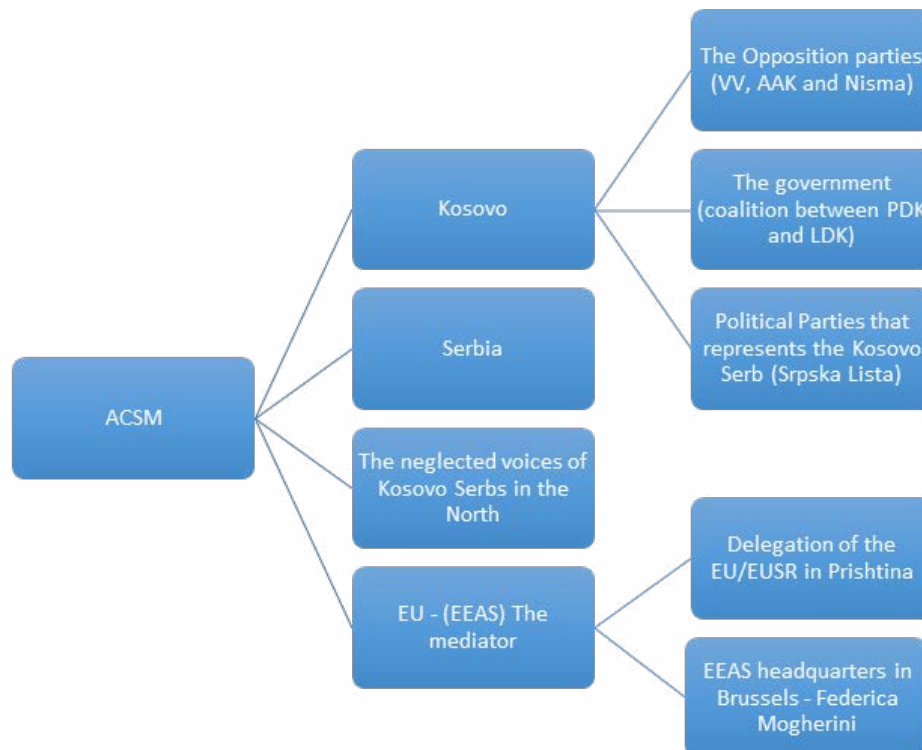 ACSM
Kosovo
The Opposition parties
(VV, AAK and Nisma)
The government
(coalition between PDK
and LDK)
Political Parties that
represents the Kosovo
Serb (Srpska Lista)
Serbia
The neglected voices of
Kosovo Serbs in the
North
EU - (EEAS) The
mediator
Delegation of the
EU/EUSR in Prishtina
EEAS headquarters in
Brussels - Federica
Mogherini